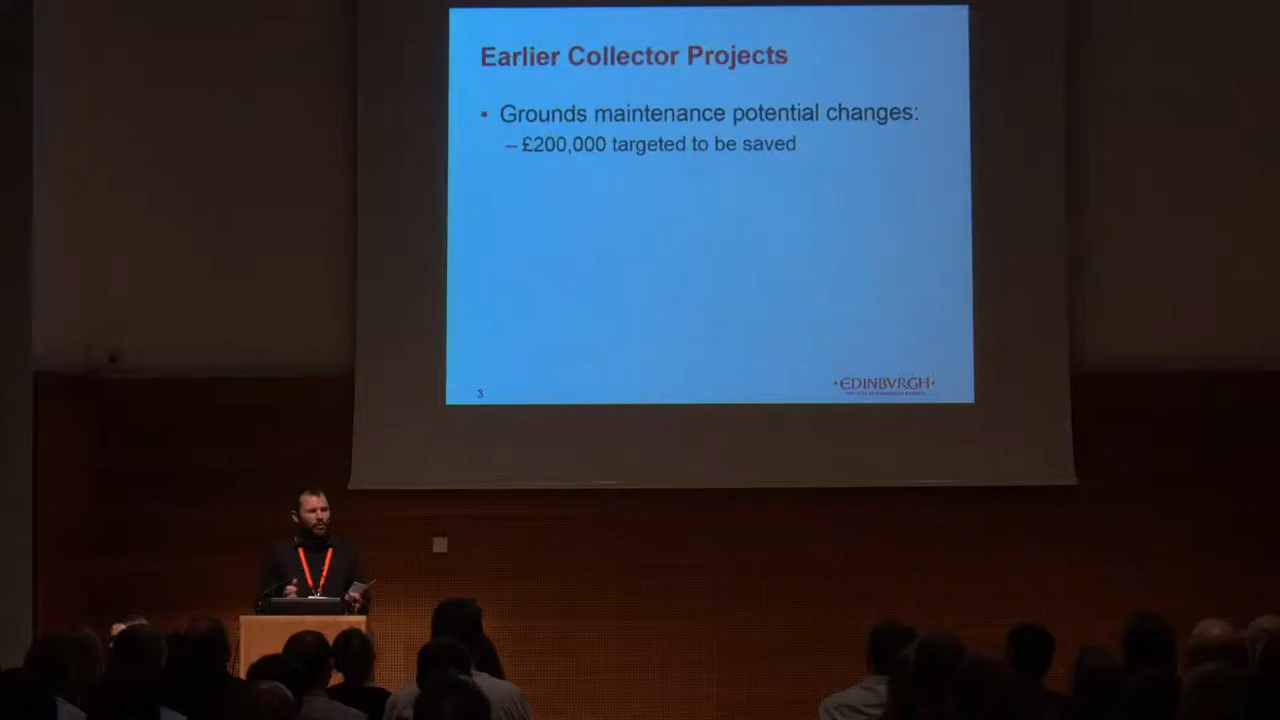 Earlier Collector Projects
• Grounds maintenance potential changes:
– £200,000 targeted to be saved
3
•EDINBVRGH•